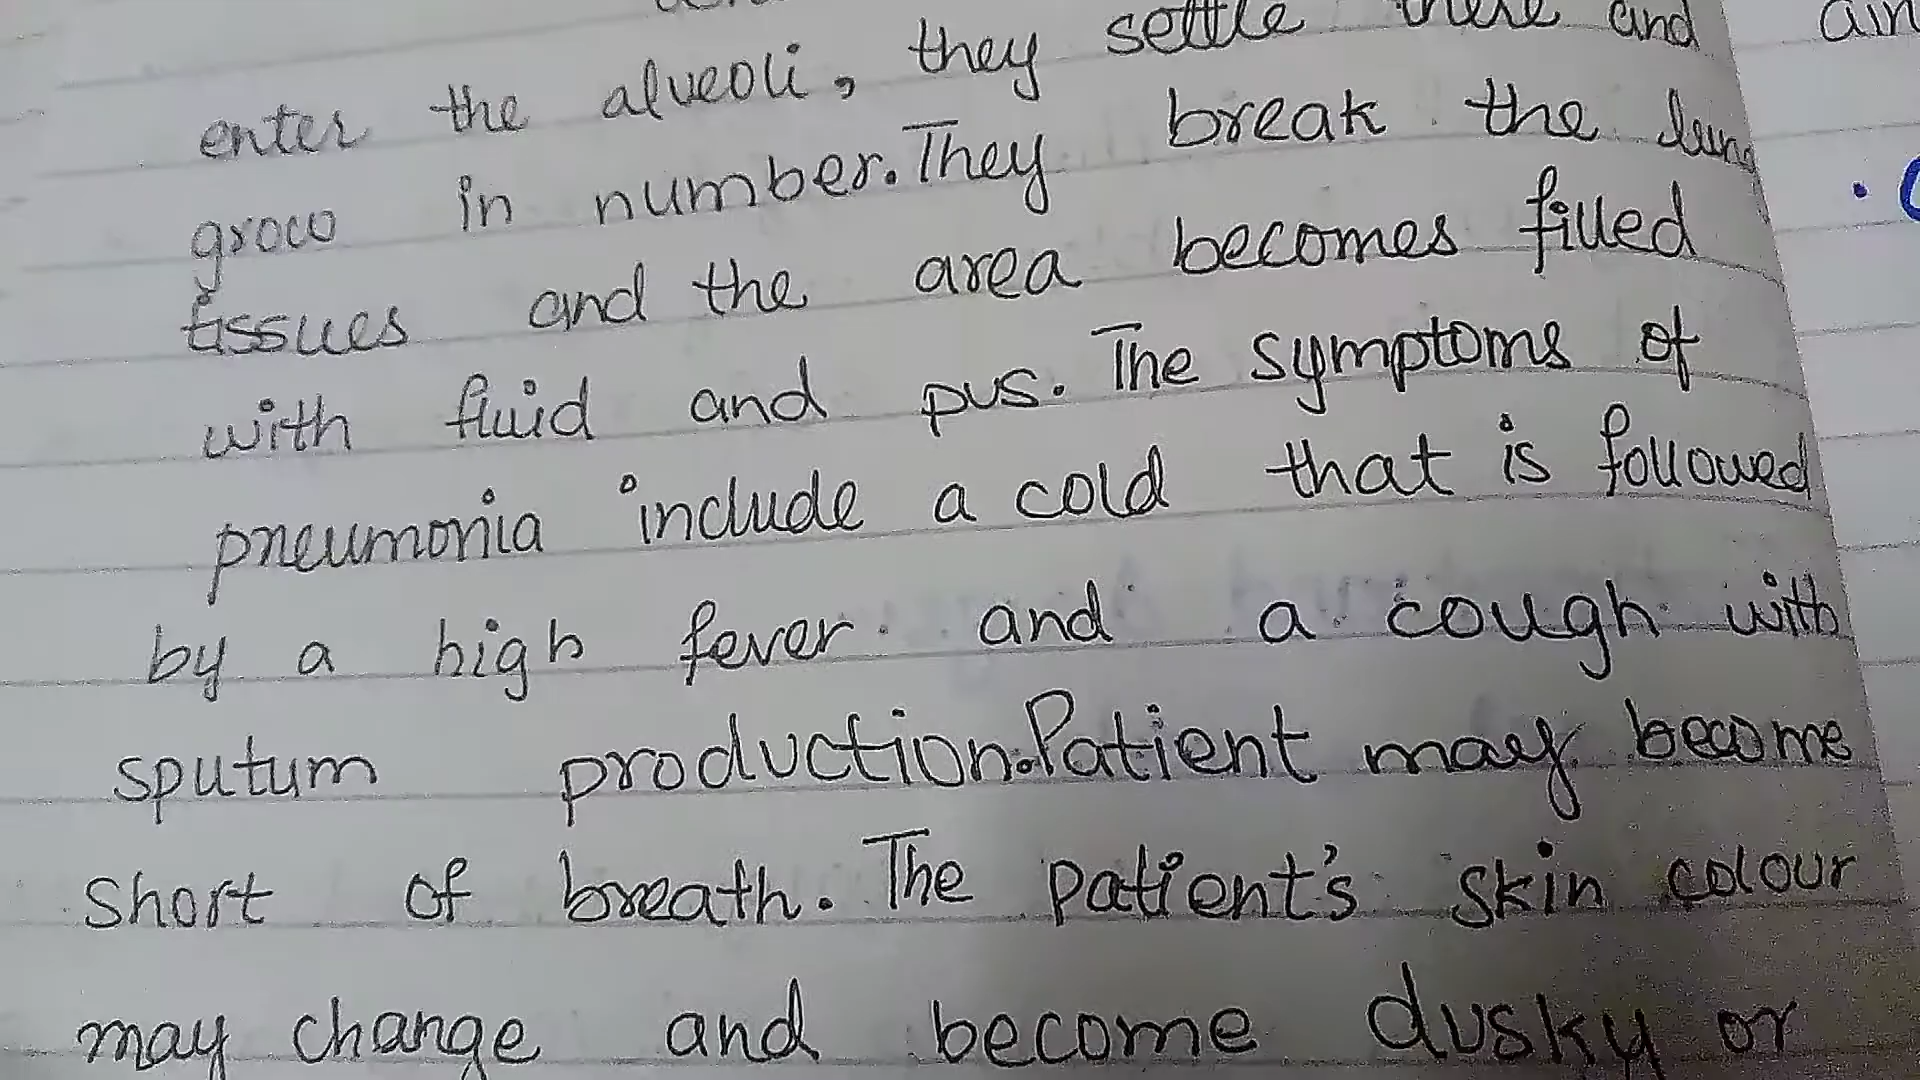 enter the alveoli, they settle there and
grow in number. They break the lung
tissues and the area becomes filled
with fluid and pus. The symptoms of
pneumonia include a cold that is followed
by a high fever and a cough with
sputum production. Patient may become
short of breath. The patient's skin colour
may change and become dusky or